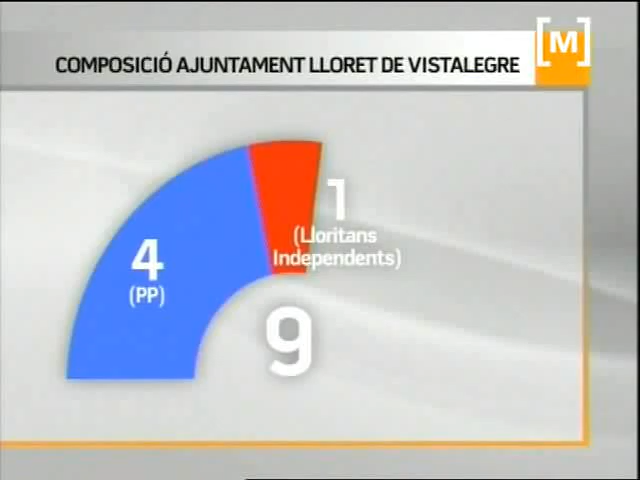 [M]
COMPOSICIÓ AJUNTAMENT LLORET DE VISTALEGRE
1
(Lloritans
Independents)
4
(PP)
9